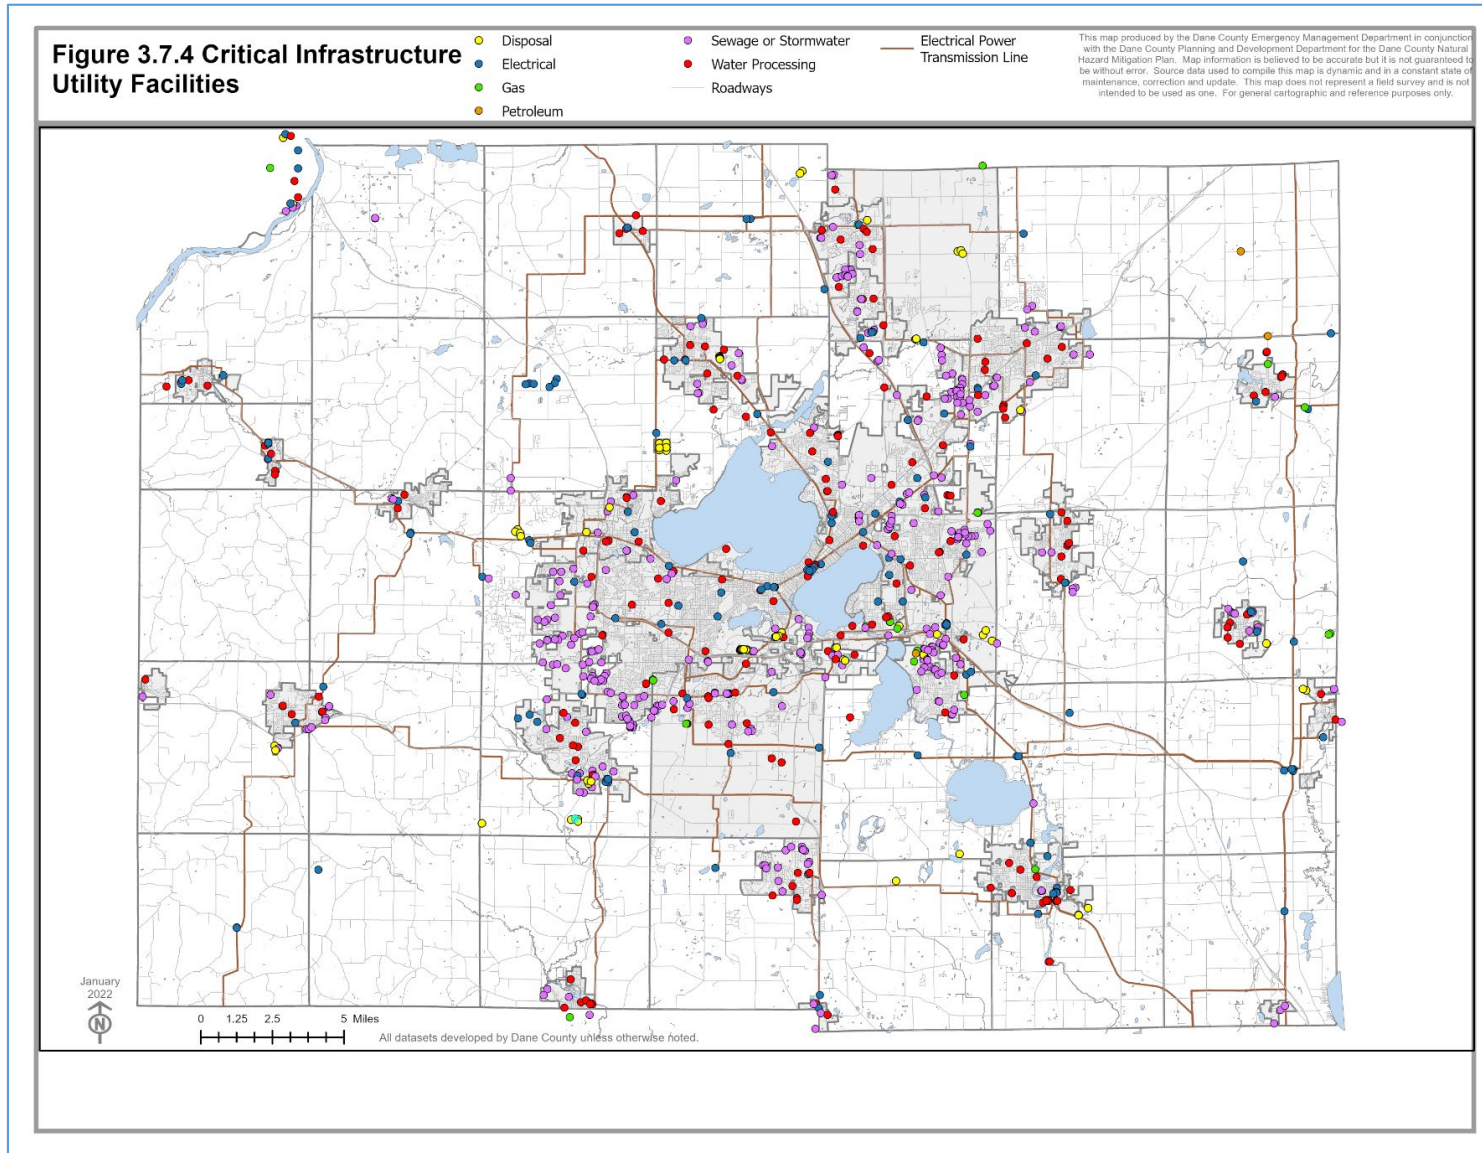 Figure 3.7.4 Critical Infrastructure
Utility Facilities
Disposal
Electrical
Gas
Petroleum
Sewage or Stormwater
Water Processing
Roadways
Electrical Power
Transmission Line
This map produced by the Dane County Emergency Management Department in conjunction
with the Dane County Planning and Development Department for the Dane County Natural
Hazard Mitigation Plan. Map information is believed to be accurate but it is not guaranteed to
be without error. Source data used to compile this map is dynamic and in a constant state of
maintenance, correction and update. This map does not represent a field survey and is not
intended to be used as one. For general cartographic and reference purposes only.
January
2022
N
0 1.25 2.5 5 Miles
All datasets developed by Dane County unless otherwise noted.